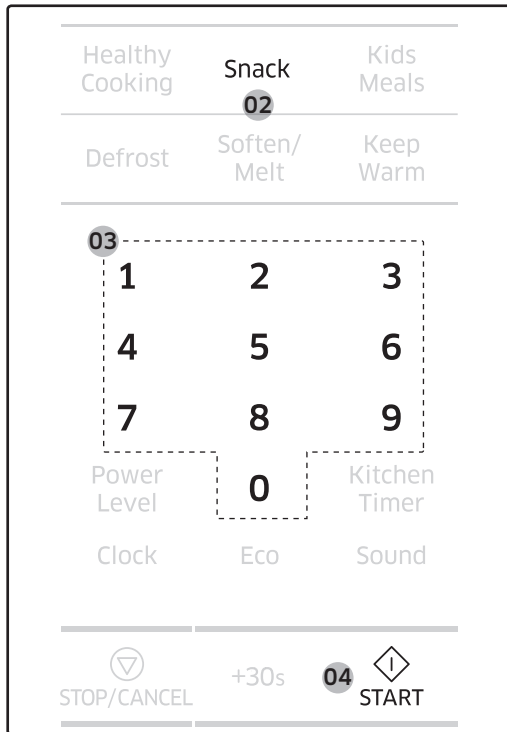 Healthy Cooking
Snack
Kids Meals
02
Defrost
Soften/ Melt
Keep Warm
03
1 2 3
4 5 6
7 8 9
Power Level
0
Kitchen Timer
Clock Eco Sound
STOP/CANCEL
+30s
04
START